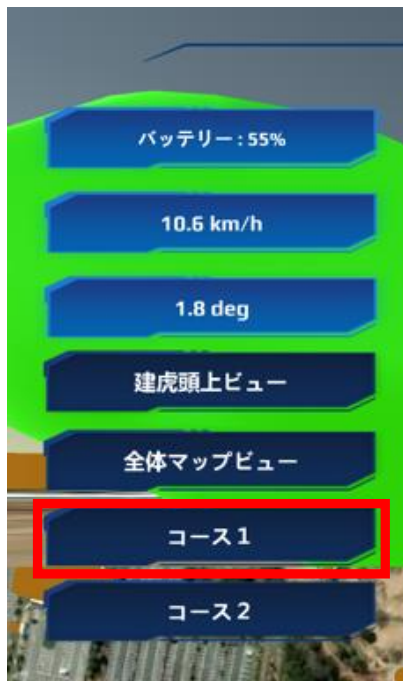 バッテリー : 55%
10.6 km/h
1.8 deg
建虎頭上ビュー
全体マップビュー
コース 1
コース 2